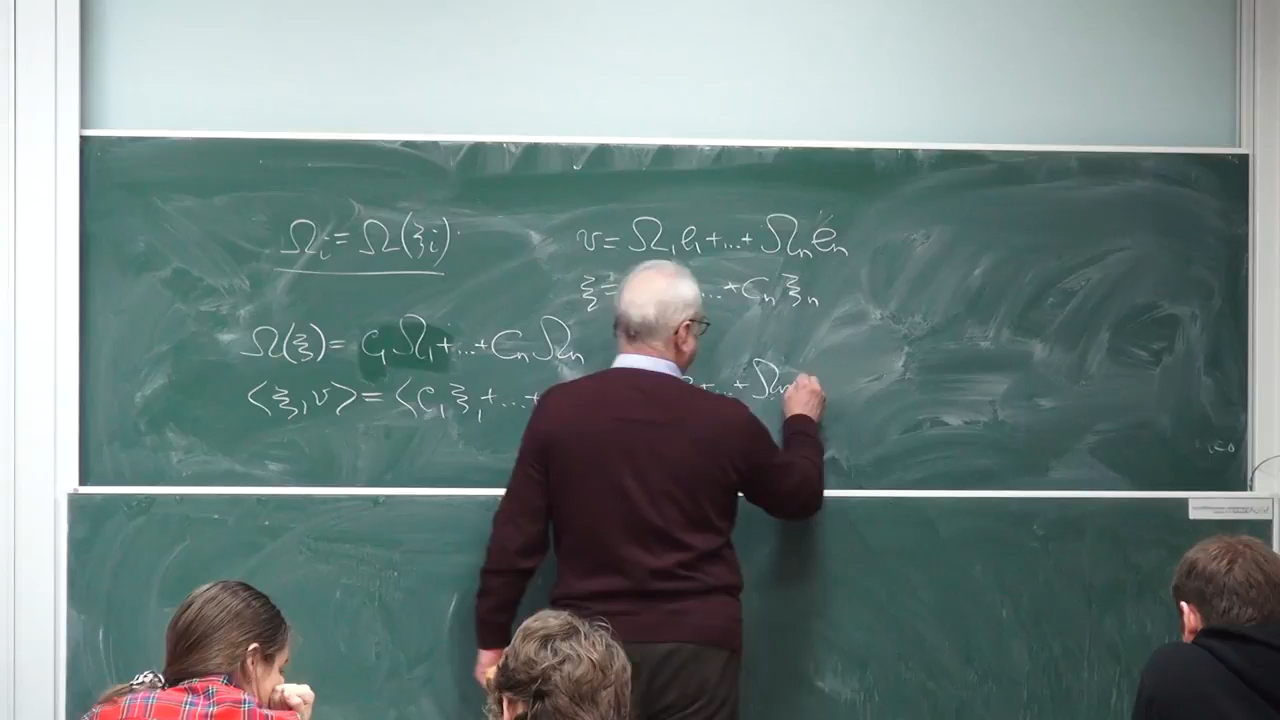 Ωᵢ = Ω(ξᵢ).
v = Ω₁e₁+...+Ωₙeₙ
ξ= ...+Cₙξₙ
Ω(ξ) = C₁Ω₁+...+CₙΩₙ
<ξ,v> = <C₁ξ₁+...+ +...+Ωₙ